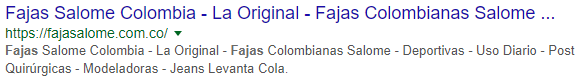 Fajas Salome Colombia - La Original - Fajas Colombianas Salome ...
https://fajasalome.com.co/
Fajas Salome Colombia - La Original - Fajas Colombianas Salome - Deportivas - Uso Diario - Post
Quirúrgicas - Modeladoras - Jeans Levanta Cola.